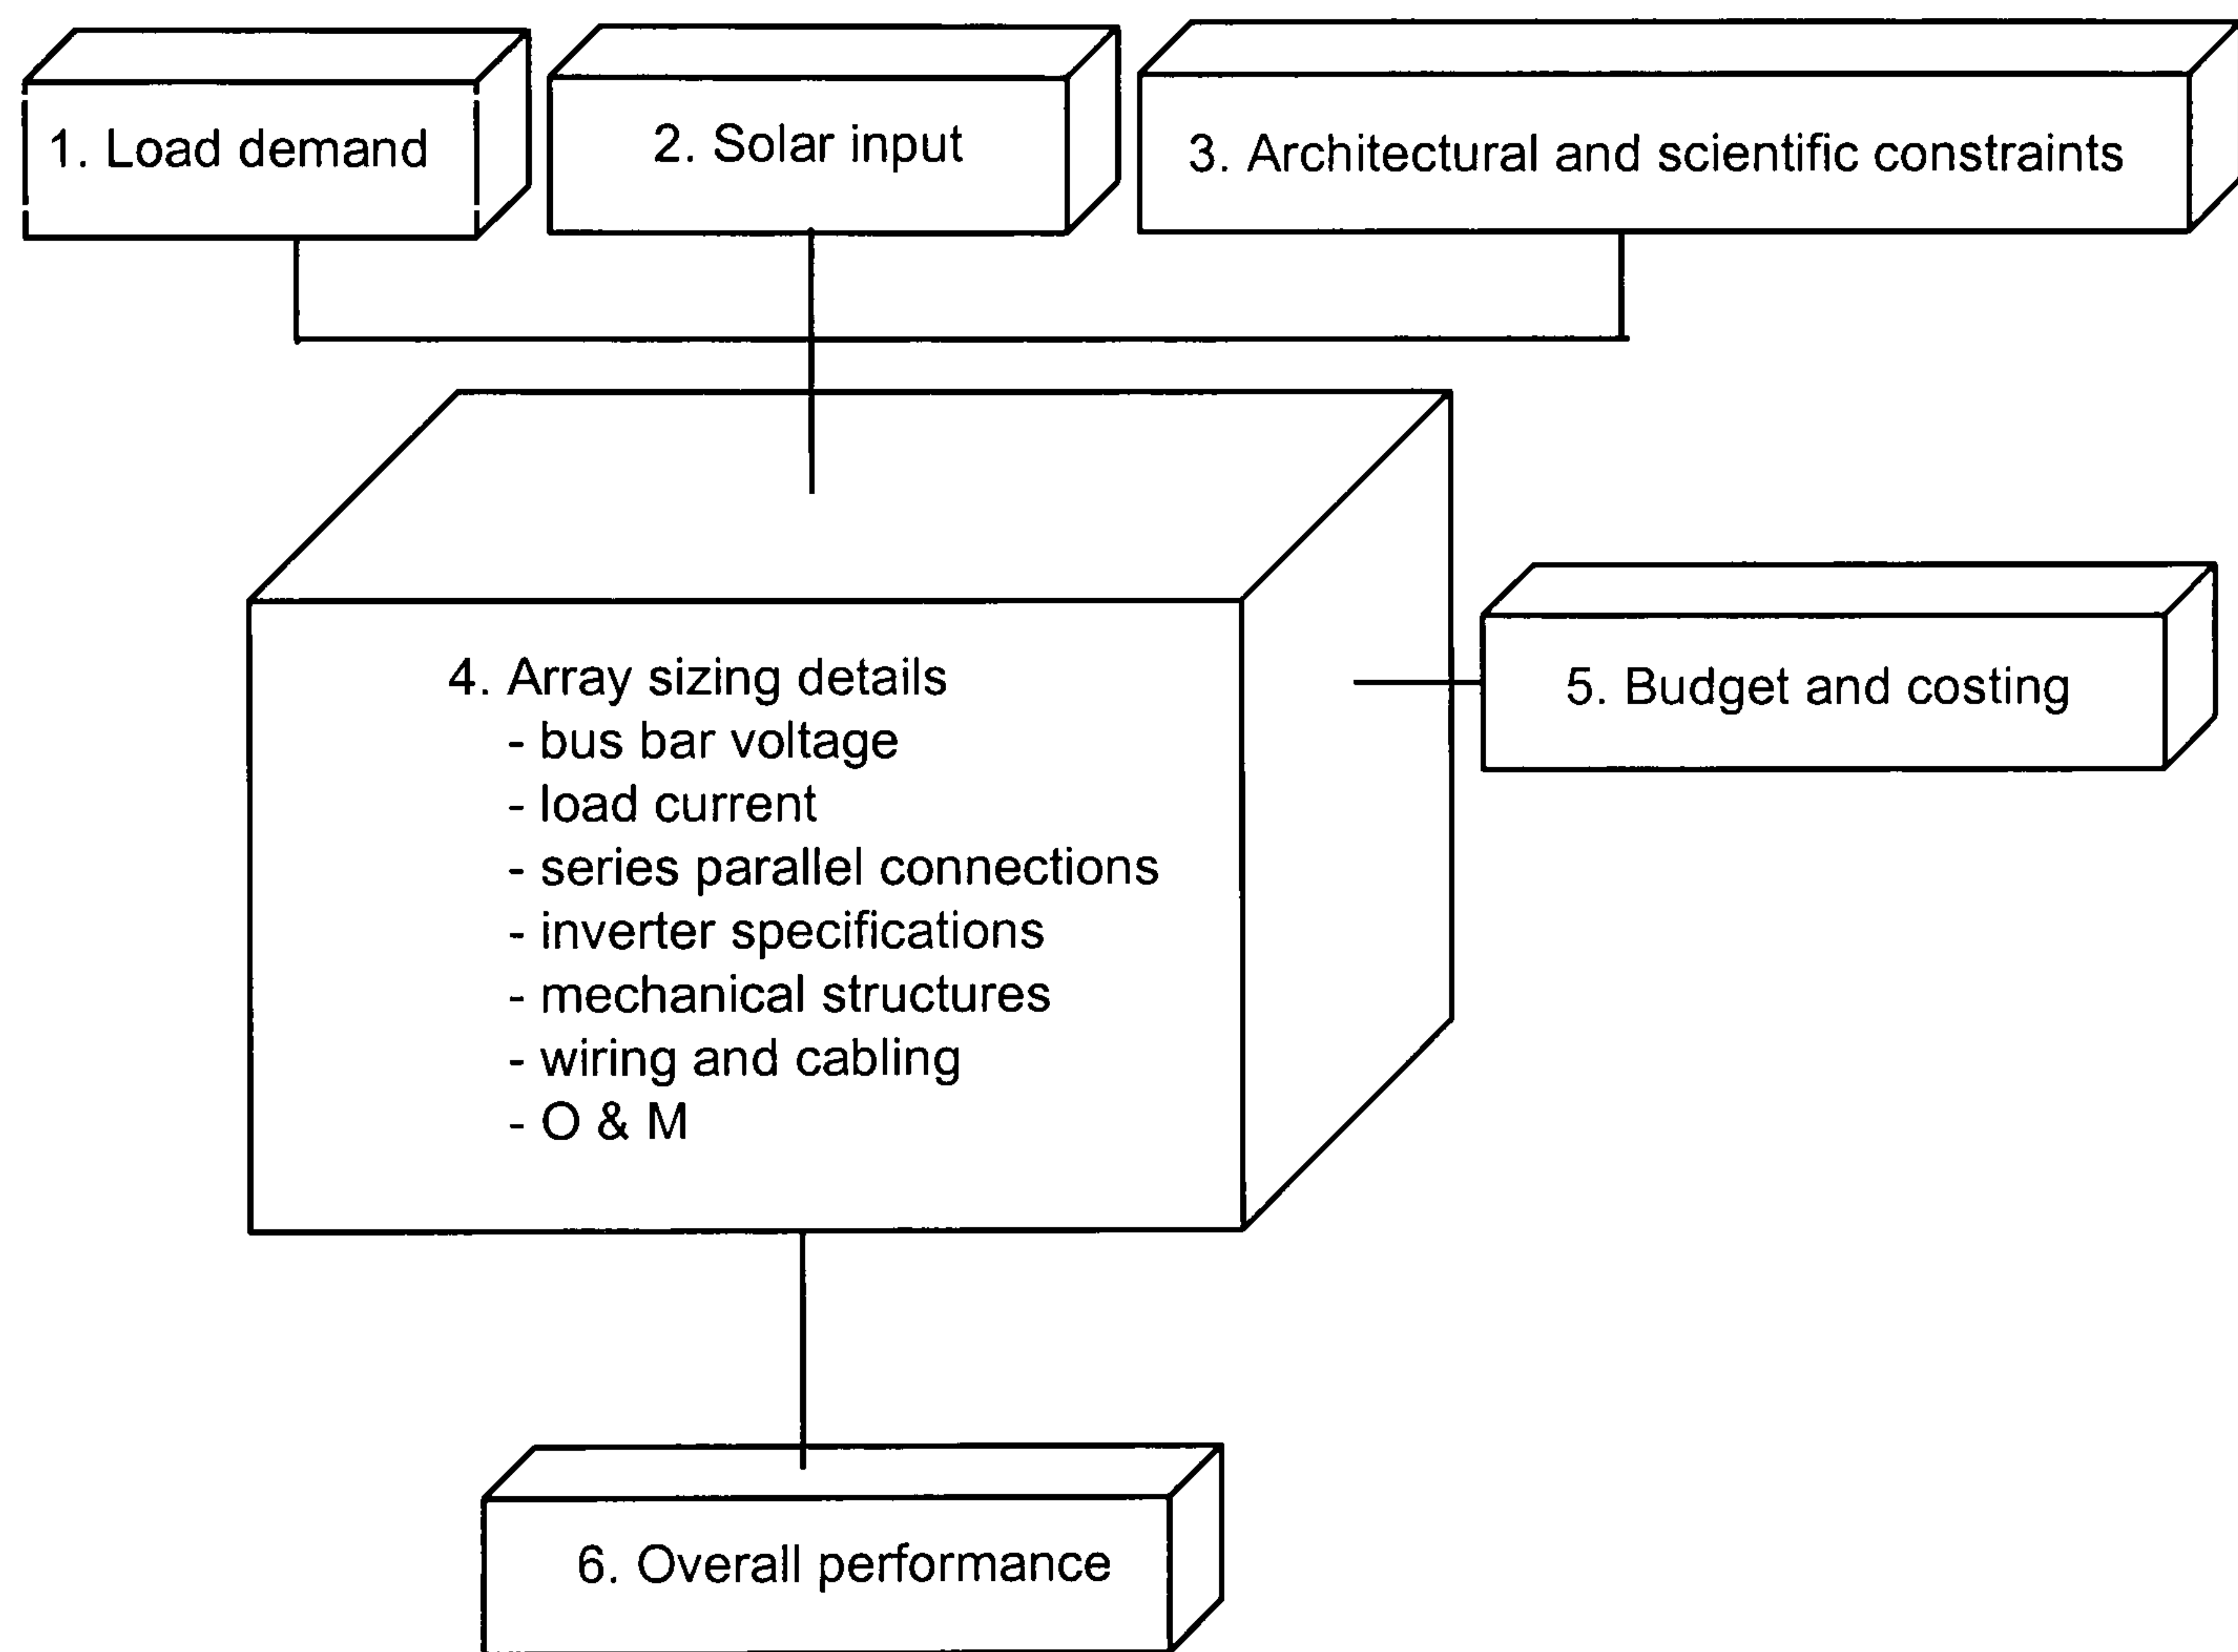 1. Load demand
2. Solar input
3. Architectural and scientific constraints
4. Array sizing details
- bus bar voltage
- load current
- series parallel connections
- inverter specifications
- mechanical structures
- wiring and cabling
- O & M
5. Budget and costing
6. Overall performance